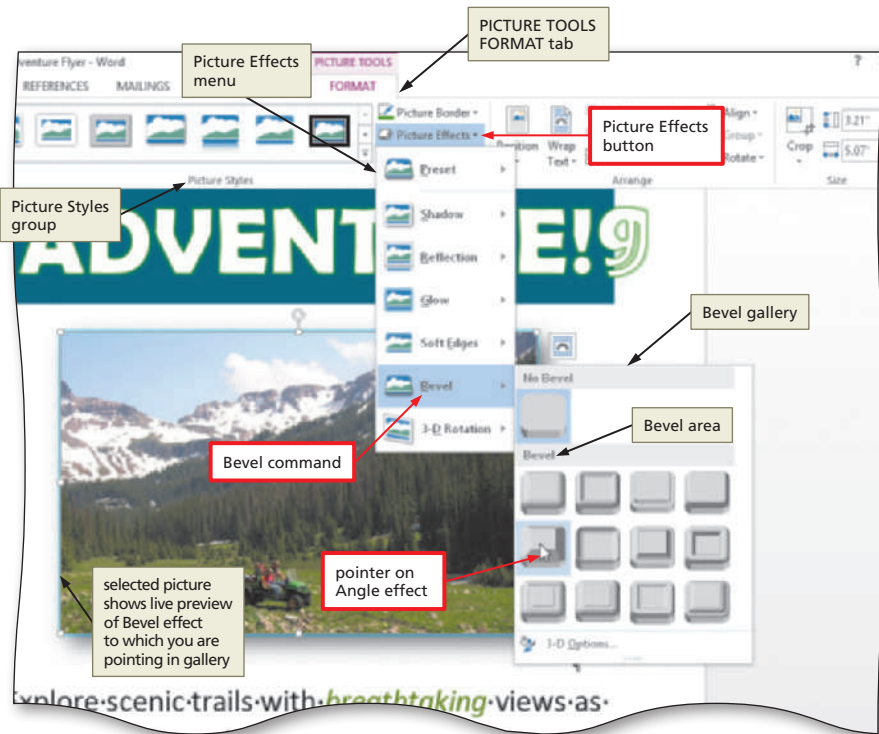 PICTURE TOOLS
FORMAT tab
Picture Effects
menu
venture Flyer - Word
PICTURE TOOLS
?
REFERENCES
MAILINGS
FORMAT
Picture Border
Picture Effects
Picture Effects
button
Position
Wrap
Text
Align
Group
Rotate
Crop
3.21"
5.07"
Picture Styles
Arrange
Size
Preset
Picture Styles
group
Shadow
ADVENT E!9
Reflection
Glow
Bevel gallery
Soft Edges
No Bevel
Bevel
Bevel area
3-D Rotation
Bevel command
Bevel
pointer on
Angle effect
selected picture
shows live preview
of Bevel effect
to which you are
pointing in gallery
3-D Options...
xplore·scenic·trails·with·breathtaking·views·as·